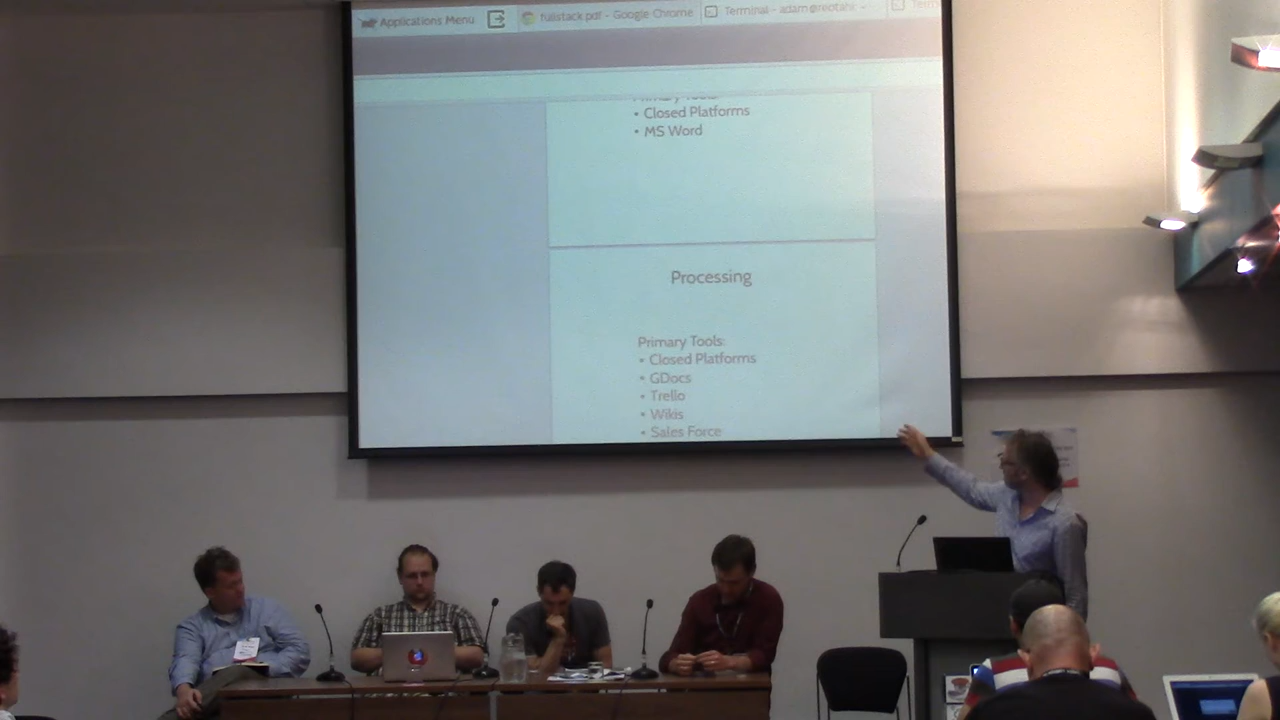 Applications Menu
fullstack.pdf - Google Chrome
Terminal - adam@
• Closed Platforms
• MS Word
Processing
Primary Tools:
• Closed Platforms
• GDocs
• Trello
• Wikis
• Sales Force